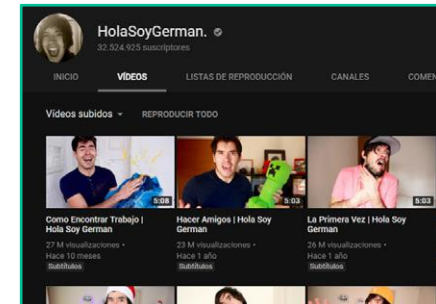 HolaSoyGerman.
32.524.925 suscriptores
INICIO VÍDEOS LISTAS DE REPRODUCCIÓN CANALES COMEN
Vídeos subidos REPRODUCIR TODO
5:08 5:03 5:03
Como Encontrar Trabajo | Hacer Amigos | Hola Soy La Primera Vez | Hola Soy
Hola Soy German German German
27 M visualizaciones • 23 M visualizaciones • 26 M visualizaciones •
Hace 10 meses Hace 1 año Hace 1 año
Subtítulos Subtítulos Subtítulos